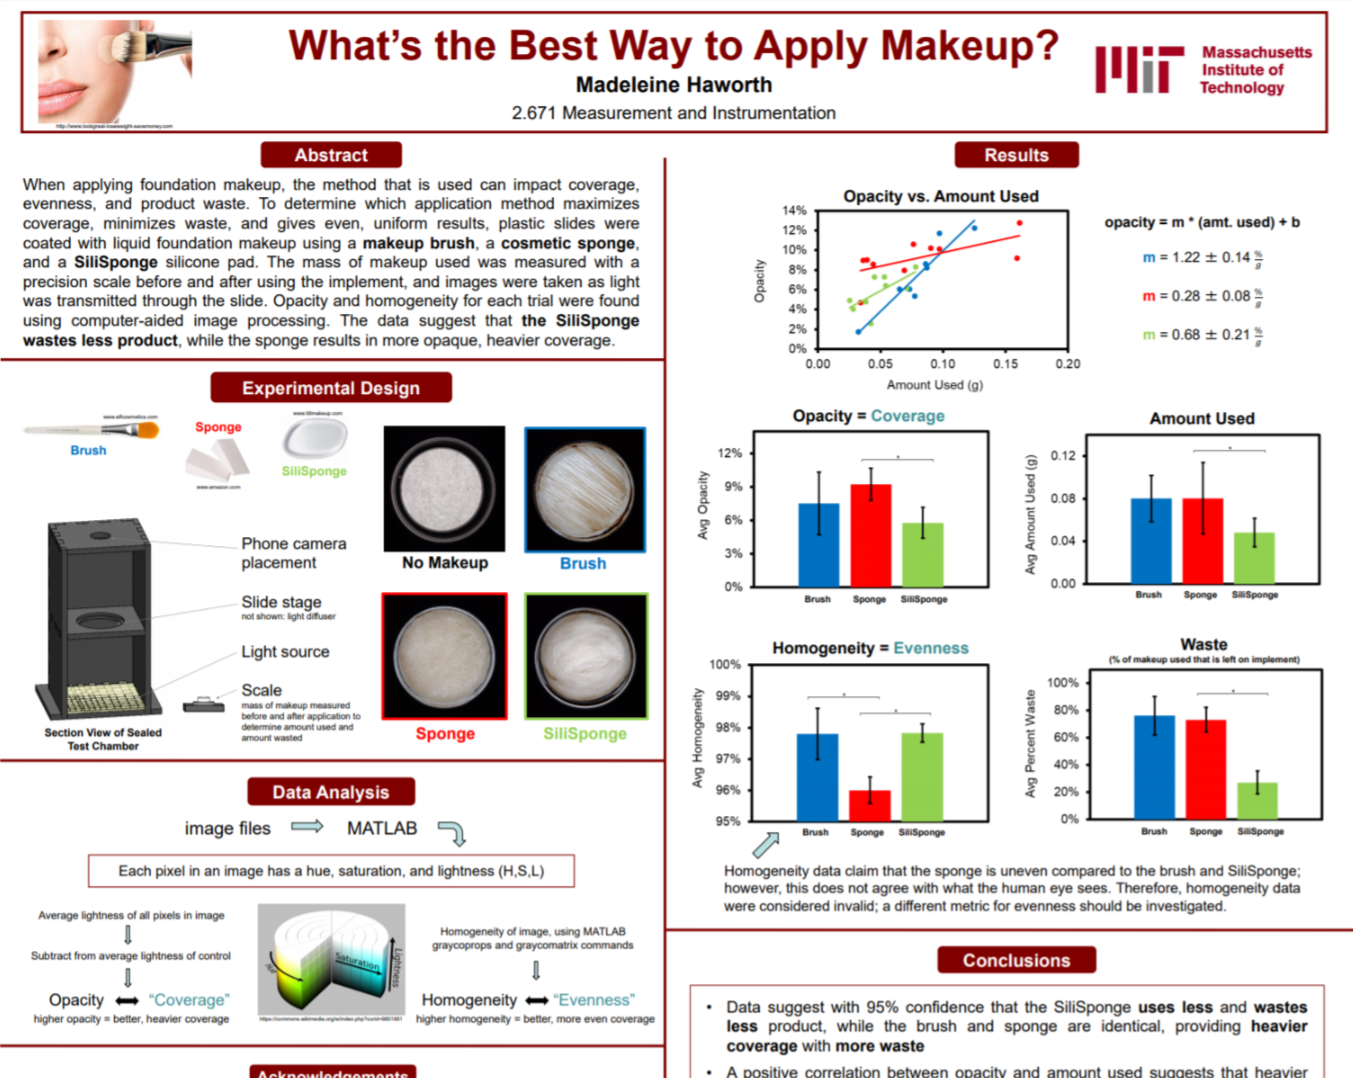 What's the Best Way to Apply Makeup?
Madeleine Haworth
2.671 Measurement and Instrumentation
Massachusetts
Institute of
Technology
Abstract
When applying foundation makeup, the method that is used can impact coverage,
evenness, and product waste. To determine which application method maximizes
coverage, minimizes waste, and gives even, uniform results, plastic slides were
coated with liquid foundation makeup using a makeup brush, a cosmetic sponge,
and a SiliSponge silicone pad. The mass of makeup used was measured with a
precision scale before and after using the implement, and images were taken as light
was transmitted through the slide. Opacity and homogeneity for each trial were found
using computer-aided image processing. The data suggest that the SiliSponge
wastes less product, while the sponge results in more opaque, heavier coverage.
Experimental Design
www.elfcosmetics.com
Brush
Sponge
www.amazon.com
SiliSponge
Phone camera
placement
Slide stage
not shown: light diffuser
Light source
Scale
mass of makeup measured
before and after application to
determine amount used and
amount wasted
Section View of Sealed
Test Chamber
No Makeup
Brush
Sponge
SiliSponge
Data Analysis
image files
MATLAB
Each pixel in an image has a hue, saturation, and lightness (H,S,L)
Average lightness of all pixels in image
Subtract from average lightness of control
Opacity "Coverage"
higher opacity = better, heavier coverage
Saturation
Lightness
Homogeneity of image, using MATLAB
graycoprops and graycomatrix commands
Homogeneity "Evenness"
higher homogeneity = better, more even coverage
Acknowledgements
Results
Opacity vs. Amount Used
14%
12%
10%
8%
6%
4%
2%
0%
Opacity
0.00 0.05 0.10 0.15 0.20
Amount Used (g)
opacity = m * (amt. used) + b
m = 1.22 ± 0.14 %/g
m = 0.28 ± 0.08 %/g
m = 0.68 ± 0.21 %/g
Opacity = Coverage
12%
9%
6%
3%
0%
Avg Opacity
*
Brush Sponge SiliSponge
Amount Used
0.12
0.08
0.04
0.00
Avg Amount Used (g)
*
Brush Sponge SiliSponge
Homogeneity = Evenness
100%
99%
98%
97%
96%
95%
Avg Homogeneity
*
*
Brush Sponge SiliSponge
Waste
(% of makeup used that is left on implement)
100%
80%
60%
40%
20%
0%
Avg Percent Waste
*
Brush Sponge SiliSponge
Homogeneity data claim that the sponge is uneven compared to the brush and SiliSponge;
however, this does not agree with what the human eye sees. Therefore, homogeneity data
were considered invalid; a different metric for evenness should be investigated.
Conclusions
• Data suggest with 95% confidence that the SiliSponge uses less and wastes
less product, while the brush and sponge are identical, providing heavier
coverage with more waste
• A positive correlation between opacity and amount used suggests that heavier